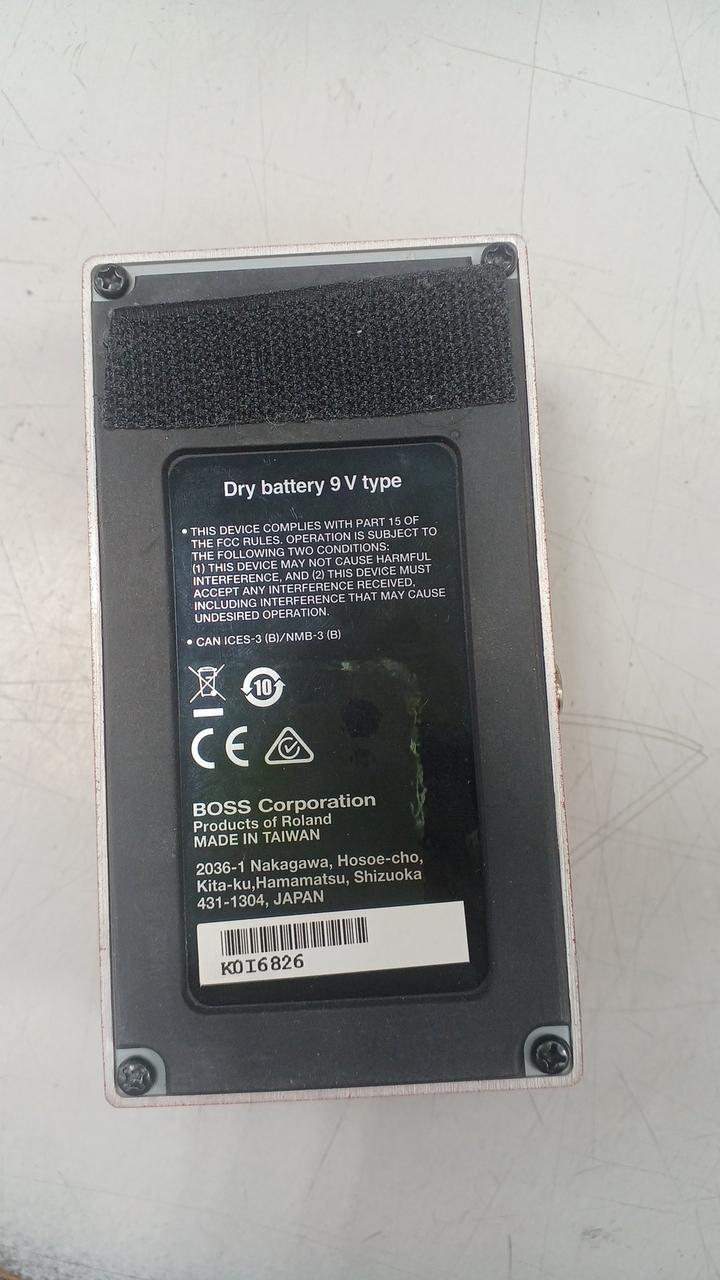 Dry battery 9 V type
• THIS DEVICE COMPLIES WITH PART 15 OF
THE FCC RULES. OPERATION IS SUBJECT TO
THE FOLLOWING TWO CONDITIONS:
(1) THIS DEVICE MAY NOT CAUSE HARMFUL
INTERFERENCE, AND (2) THIS DEVICE MUST
ACCEPT ANY INTERFERENCE RECEIVED,
INCLUDING INTERFERENCE THAT MAY CAUSE
UNDESIRED OPERATION.
• CAN ICES-3 (B)/NMB-3 (B)
10
CE
BOSS Corporation
Products of Roland
MADE IN TAIWAN
2036-1 Nakagawa, Hosoe-cho,
Kita-ku,Hamamatsu, Shizuoka
431-1304, JAPAN
K0I6826